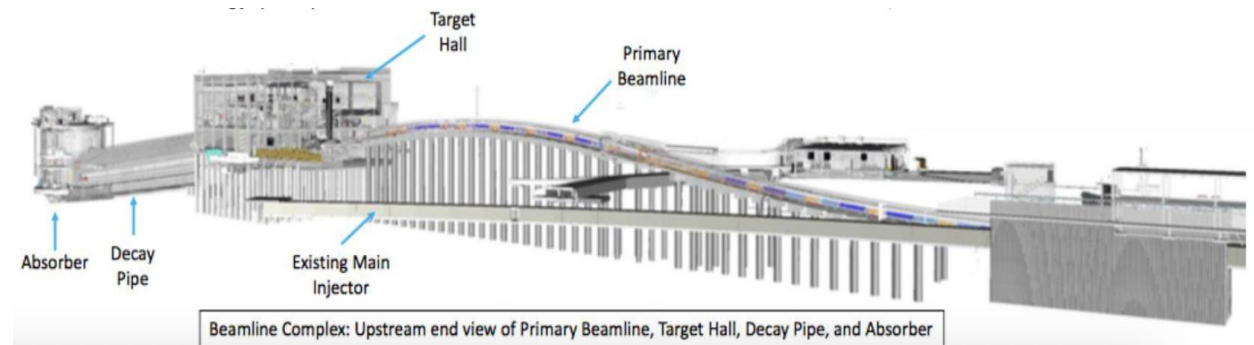 Target
Hall
Primary
Beamline
Absorber
Decay
Pipe
Existing Main
Injector
Beamline Complex: Upstream end view of Primary Beamline, Target Hall, Decay Pipe, and Absorber